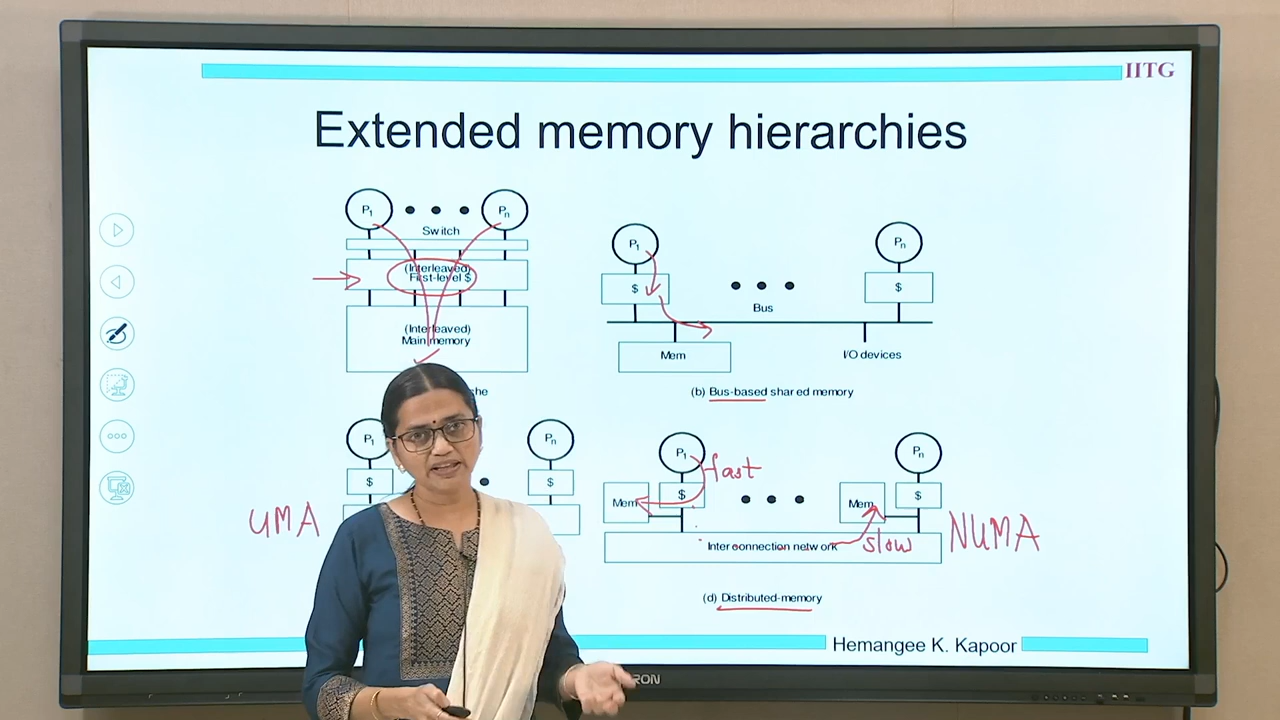 IITG
Extended memory hierarchies
P1
Pn
Switch
(Interleaved)
First-level $
(Interleaved)
Main memory
P1
Pn
$
$
Bus
Mem
I/O devices
(b) Bus-based shared memory
P1
Pn
$
$
UMA
P1
Pn
fast
Mem
$
Mem
$
Interconnection network
slow
NUMA
(d) Distributed-memory
Hemangee K. Kapoor